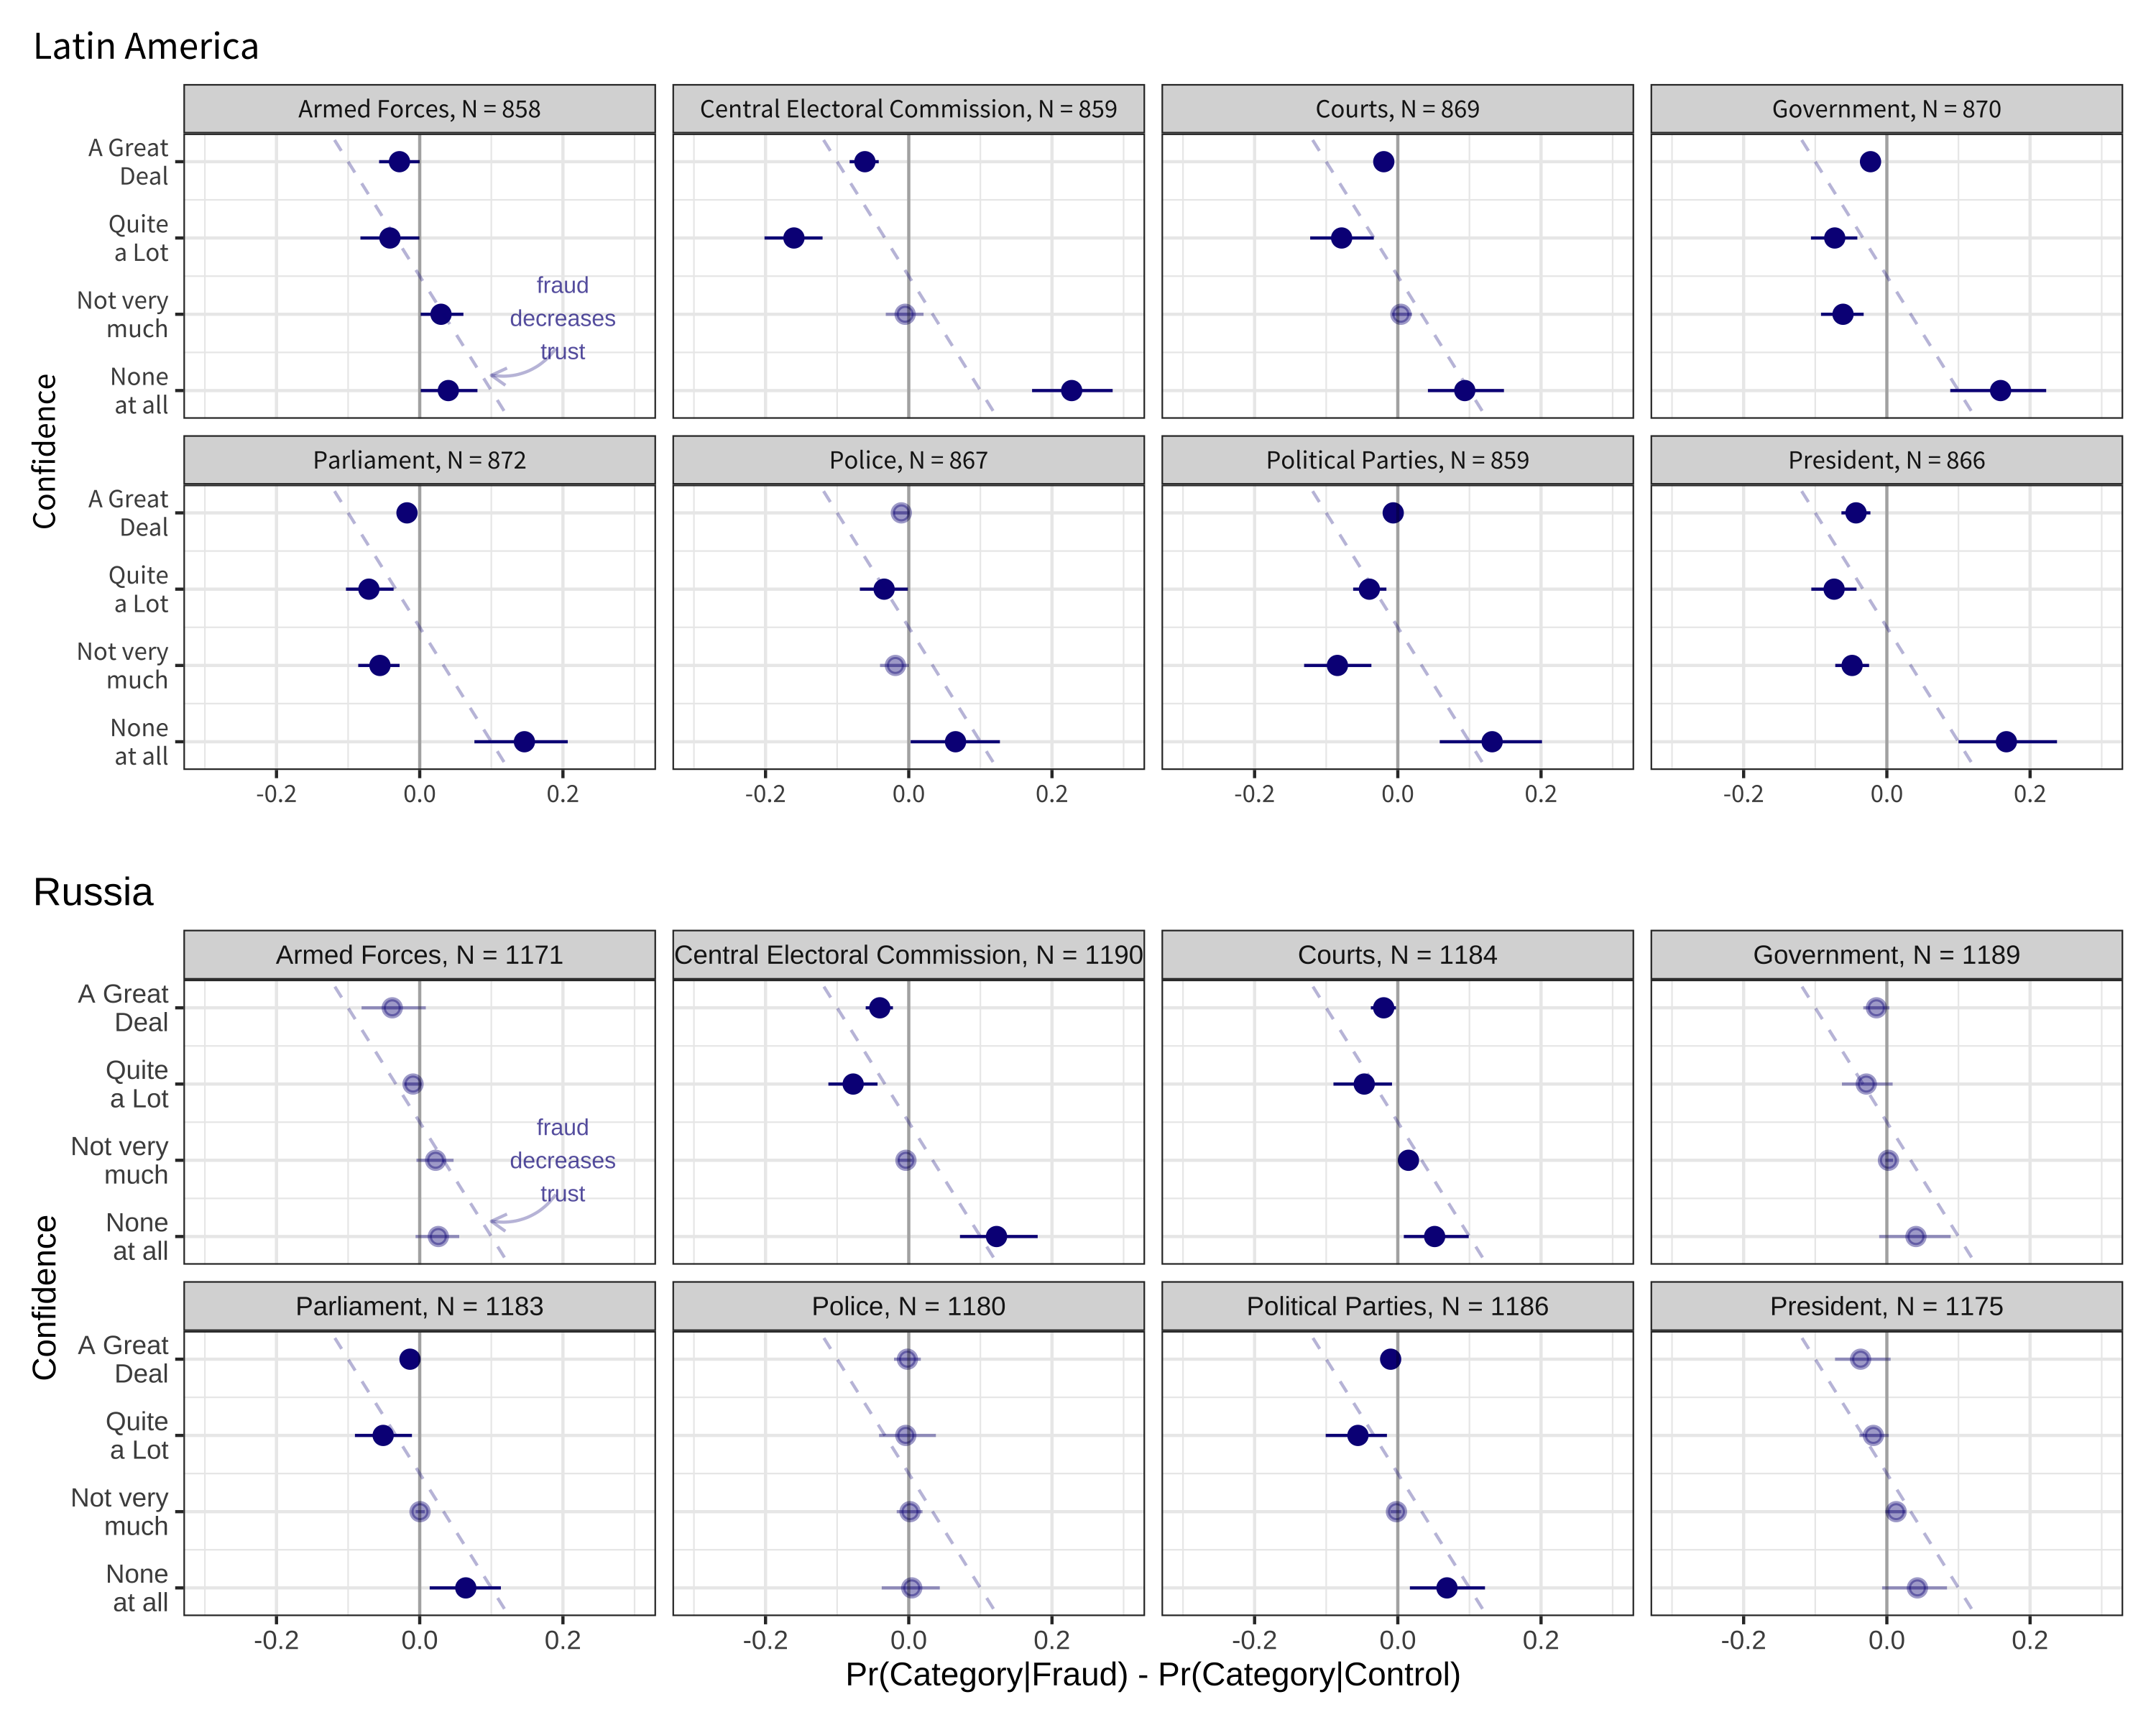 Latin America
Armed Forces, N = 858
Central Electoral Commission, N = 859
Courts, N = 869
Government, N = 870
Confidence
A Great
Deal
Quite
a Lot
Not very
much
None
at all
fraud
decreases
trust
Parliament, N = 872
Police, N = 867
Political Parties, N = 859
President, N = 866
A Great
Deal
Quite
a Lot
Not very
much
None
at all
-0.2 0.0 0.2
-0.2 0.0 0.2
-0.2 0.0 0.2
-0.2 0.0 0.2
Russia
Armed Forces, N = 1171
Central Electoral Commission, N = 1190
Courts, N = 1184
Government, N = 1189
Confidence
A Great
Deal
Quite
a Lot
Not very
much
None
at all
fraud
decreases
trust
Parliament, N = 1183
Police, N = 1180
Political Parties, N = 1186
President, N = 1175
A Great
Deal
Quite
a Lot
Not very
much
None
at all
-0.2 0.0 0.2
-0.2 0.0 0.2
-0.2 0.0 0.2
-0.2 0.0 0.2
Pr(Category|Fraud) - Pr(Category|Control)